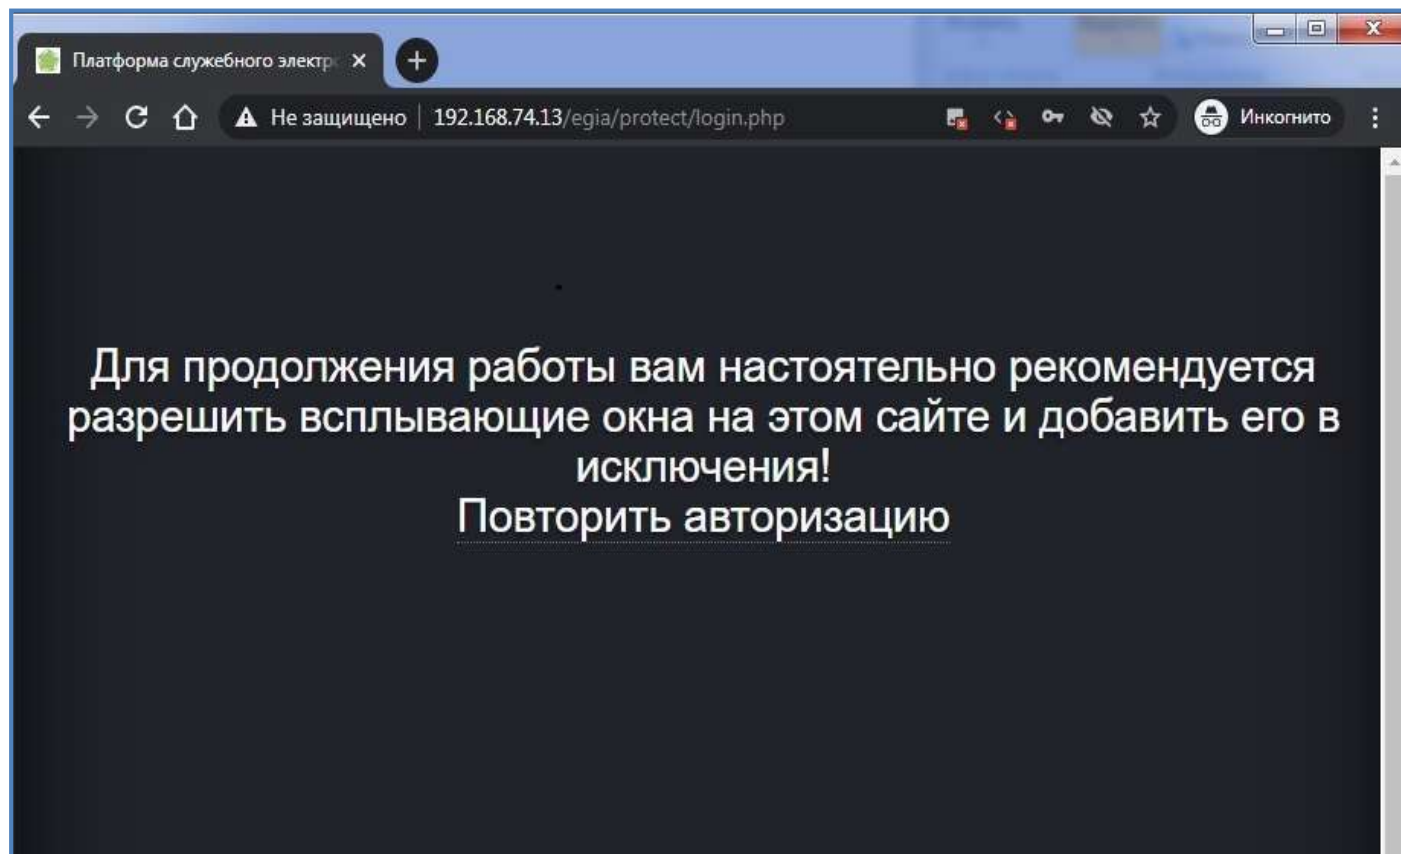 Платформа служебного электр
Не защищено 192.168.74.13/egia/protect/login.php Инкогнито
Для продолжения работы вам настоятельно рекомендуется
разрешить всплывающие окна на этом сайте и добавить его в
исключения!
Повторить авторизацию